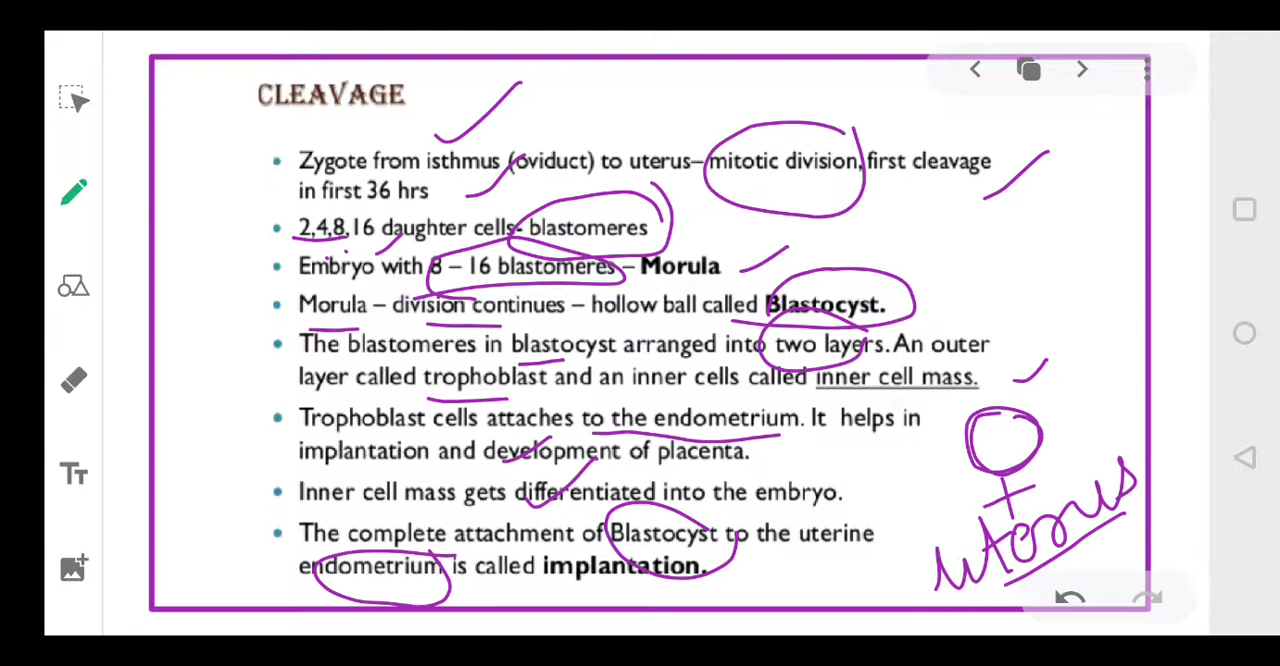 CLEAVAGE
• Zygote from isthmus (oviduct) to uterus– mitotic division, first cleavage
in first 36 hrs
• 2,4,8,16 daughter cells- blastomeres
• Embryo with 8 – 16 blastomeres – Morula
• Morula – division continues – hollow ball called Blastocyst.
• The blastomeres in blastocyst arranged into two layers. An outer
layer called trophoblast and an inner cells called inner cell mass.
• Trophoblast cells attaches to the endometrium. It helps in
implantation and development of placenta.
• Inner cell mass gets differentiated into the embryo.
• The complete attachment of Blastocyst to the uterine
endometrium is called implantation.
uterus
TT